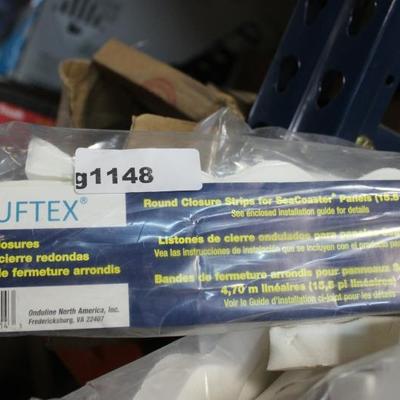 g1148
UFTEX®
Round Closure Strips for SeaCoaster® Panels (15.5
See enclosed installation guide for details
osures
Listones de cierre ondulados para
cierre redondas
Vea las instrucciones de instalación que se incluyen con el producto
de fermeture arrondis
Bandes de fermeture arrondis pour panneaux
4,70 m linéaires (15,5 pi linéaires)
Voir le Guide d'installation ci-joint pour les détails
Onduline North America, Inc.
Fredericksburg, VA 22407